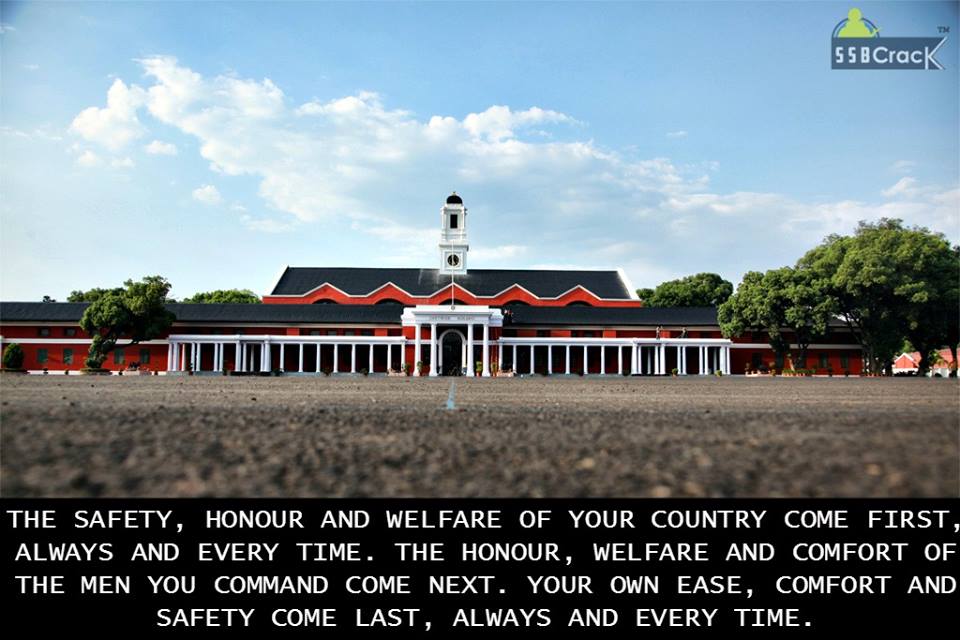 SSBCrack
TM
THE SAFETY, HONOUR AND WELFARE OF YOUR COUNTRY COME FIRST,
ALWAYS AND EVERY TIME. THE HONOUR, WELFARE AND COMFORT OF
THE MEN YOU COMMAND COME NEXT. YOUR OWN EASE, COMFORT AND
SAFETY COME LAST, ALWAYS AND EVERY TIME.